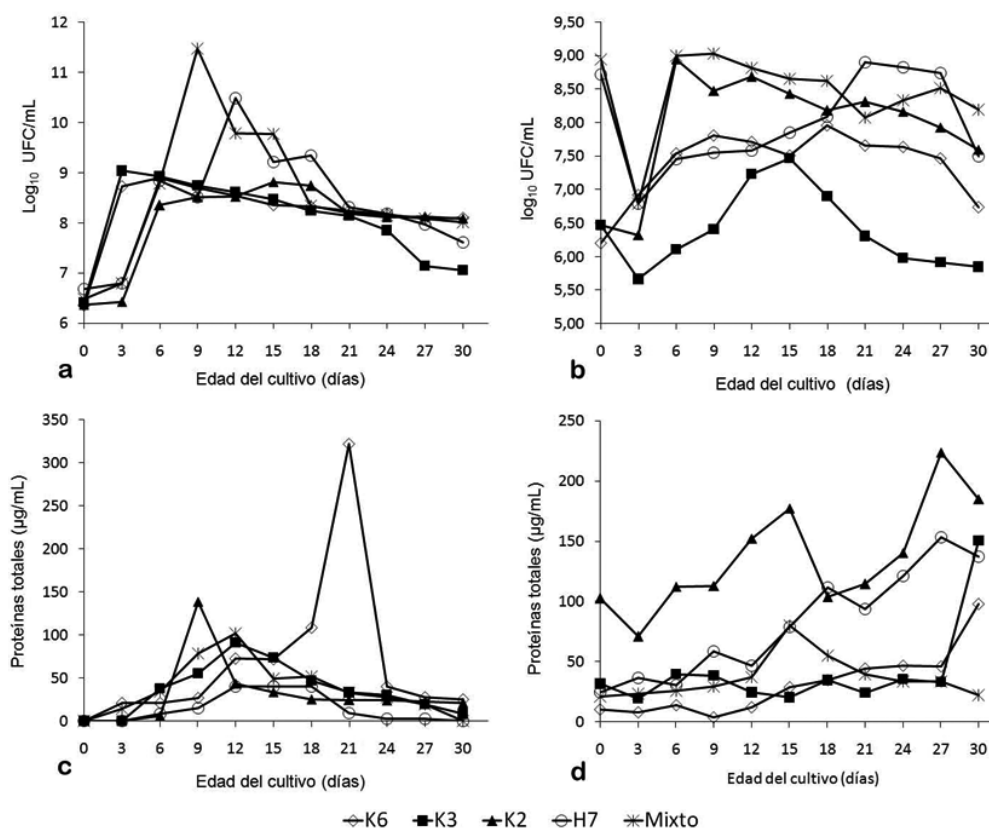 Log₁₀ UFC/mL
12
11
10
9
8
7
6
0 3 6 9 12 15 18 21 24 27 30
a
Edad del cultivo (días)
log₁₀ UFC/mL
9,50
9,00
8,50
8,00
7,50
7,00
6,50
6,00
5,50
5,00
0 3 6 9 12 15 18 21 24 27 30
b
Edad del cultivo (días)
Proteínas totales (µg/mL)
350
300
250
200
150
100
50
0
0 3 6 9 12 15 18 21 24 27 30
c
Edad del cultivo (días)
Proteínas totales (µg/mL)
250
200
150
100
50
0
0 3 6 9 12 15 18 21 24 27 30
d
Edad del cultivo (días)
K6 K3 K2 H7 Mixto